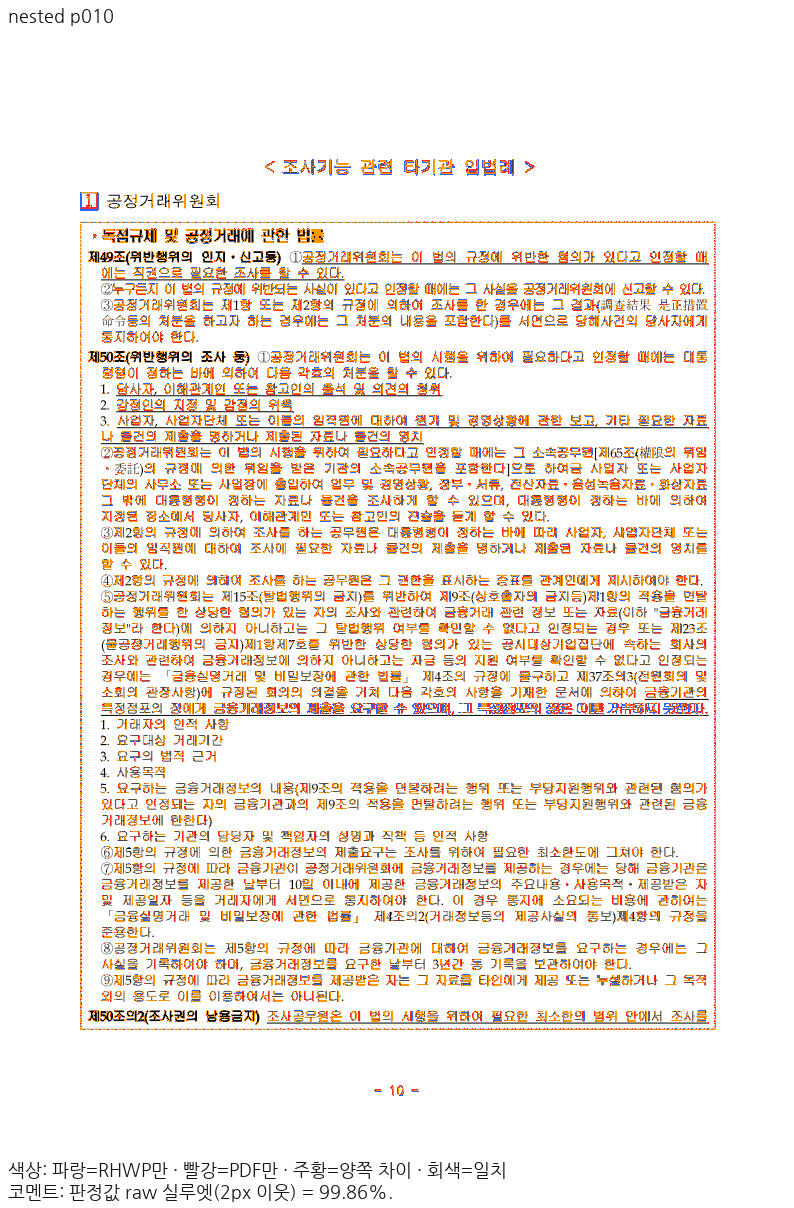 nested p010
< 조사기능 관련 타기관 입법례 >
1 공정거래위원회
· 독점규제 및 공정거래에 관한 법률
제49조(위반행위의 인지·신고등) ①공정거래위원회는 이 법의 규정에 위반한 혐의가 있다고 인정할 때
에는 직권으로 필요한 조사를 할 수 있다.
②누구든지 이 법의 규정에 위반되는 사실이 있다고 인정할 때에는 그 사실을 공정거래위원회에 신고할 수 있다.
③공정거래위원회는 제1항 또는 제2항의 규정에 의하여 조사를 한 경우에는 그 결과(調査結果 是正措置
命令등의 처분을 하고자 하는 경우에는 그 처분의 내용을 포함한다)를 서면으로 당해사건의 당사자에게
통지하여야 한다.
제50조(위반행위의 조사 등) ①공정거래위원회는 이 법의 시행을 위하여 필요하다고 인정할 때에는 대통
령령이 정하는 바에 의하여 다음 각호의 처분을 할 수 있다.
1. 당사자, 이해관계인 또는 참고인의 출석 및 의견의 청취
2. 감정인의 지정 및 감정의 위촉
3. 사업자, 사업자단체 또는 이들의 임직원에 대하여 원가 및 경영상황에 관한 보고, 기타 필요한 자료
나 물건의 제출을 명하거나 제출된 자료나 물건의 영치
②공정거래위원회는 이 법의 시행을 위하여 필요하다고 인정할 때에는 그 소속공무원[제65조(權限의 위임
·委託)의 규정에 의한 위임을 받은 기관의 소속공무원을 포함한다]으로 하여금 사업자 또는 사업자
단체의 사무소 또는 사업장에 출입하여 업무 및 경영상황, 장부·서류, 전산자료·음성녹음자료·화상자료
그 밖에 대통령령이 정하는 자료나 물건을 조사하게 할 수 있으며, 대통령령이 정하는 바에 의하여
지정된 장소에서 당사자, 이해관계인 또는 참고인의 진술을 듣게 할 수 있다.
③제2항의 규정에 의하여 조사를 하는 공무원은 대통령령이 정하는 바에 따라 사업자, 사업자단체 또는
이들의 임직원에 대하여 조사에 필요한 자료나 물건의 제출을 명하거나 제출된 자료나 물건의 영치를
할 수 있다.
④제2항의 규정에 의하여 조사를 하는 공무원은 그 권한을 표시하는 증표를 관계인에게 제시하여야 한다.
⑤공정거래위원회는 제15조(탈법행위의 금지)를 위반하여 제9조(상호출자의 금지등)제1항의 적용을 면탈
하는 행위를 한 상당한 혐의가 있는 자의 조사와 관련하여 금융거래 관련 정보 또는 자료(이하 "금융거래
정보"라 한다)에 의하지 아니하고는 그 탈법행위 여부를 확인할 수 없다고 인정되는 경우 또는 제23조
(불공정거래행위의 금지)제1항제7호를 위반한 상당한 혐의가 있는 공시대상기업집단에 속하는 회사의
조사와 관련하여 금융거래정보에 의하지 아니하고는 자금 등의 지원 여부를 확인할 수 없다고 인정되는
경우에는 「금융실명거래 및 비밀보장에 관한 법률」 제4조의 규정에 불구하고 제37조의3(전원회의 및
소회의 관장사항)에 규정된 회의의 의결을 거쳐 다음 각호의 사항을 기재한 문서에 의하여 금융기관의
특정점포의 장에게 금융거래정보의 제출을 요구할 수 있으며, 그
1. 거래자의 인적 사항
2. 요구대상 거래기간
3. 요구의 법적 근거
4. 사용목적
5. 요구하는 금융거래정보의 내용(제9조의 적용을 면탈하려는 행위 또는 부당지원행위와 관련된 혐의가
있다고 인정되는 자의 금융기관과의 제9조의 적용을 면탈하려는 행위 또는 부당지원행위와 관련된 금융
거래정보에 한한다)
6. 요구하는 기관의 담당자 및 책임자의 성명과 직책 등 인적 사항
⑥제5항의 규정에 의한 금융거래정보의 제출요구는 조사를 위하여 필요한 최소한도에 그쳐야 한다.
⑦제5항의 규정에 따라 금융기관이 공정거래위원회에 금융거래정보를 제공하는 경우에는 당해 금융기관은
금융거래정보를 제공한 날부터 10일 이내에 제공한 금융거래정보의 주요내용·사용목적·제공받은 자
및 제공일자 등을 거래자에게 서면으로 통지하여야 한다. 이 경우 통지에 소요되는 비용에 관하여는
「금융실명거래 및 비밀보장에 관한 법률」 제4조의2(거래정보등의 제공사실의 통보)제4항의 규정을
준용한다.
⑧공정거래위원회는 제5항의 규정에 따라 금융기관에 대하여 금융거래정보를 요구하는 경우에는 그
사실을 기록하여야 하며, 금융거래정보를 요구한 날부터 3년간 동 기록을 보관하여야 한다.
⑨제5항의 규정에 따라 금융거래정보를 제공받은 자는 그 자료를 타인에게 제공 또는 누설하거나 그 목적
외의 용도로 이를 이용하여서는 아니된다.
제50조의2(조사권의 남용금지) 조사공무원은 이 법의 시행을 위하여 필요한 최소한의 범위 안에서 조사를
- 10 -
색상: 파랑=RHWP만 · 빨강=PDF만 · 주황=양쪽 차이 · 회색=일치
코멘트: 판정값 raw 실루엣(2px 이웃) = 99.86%.